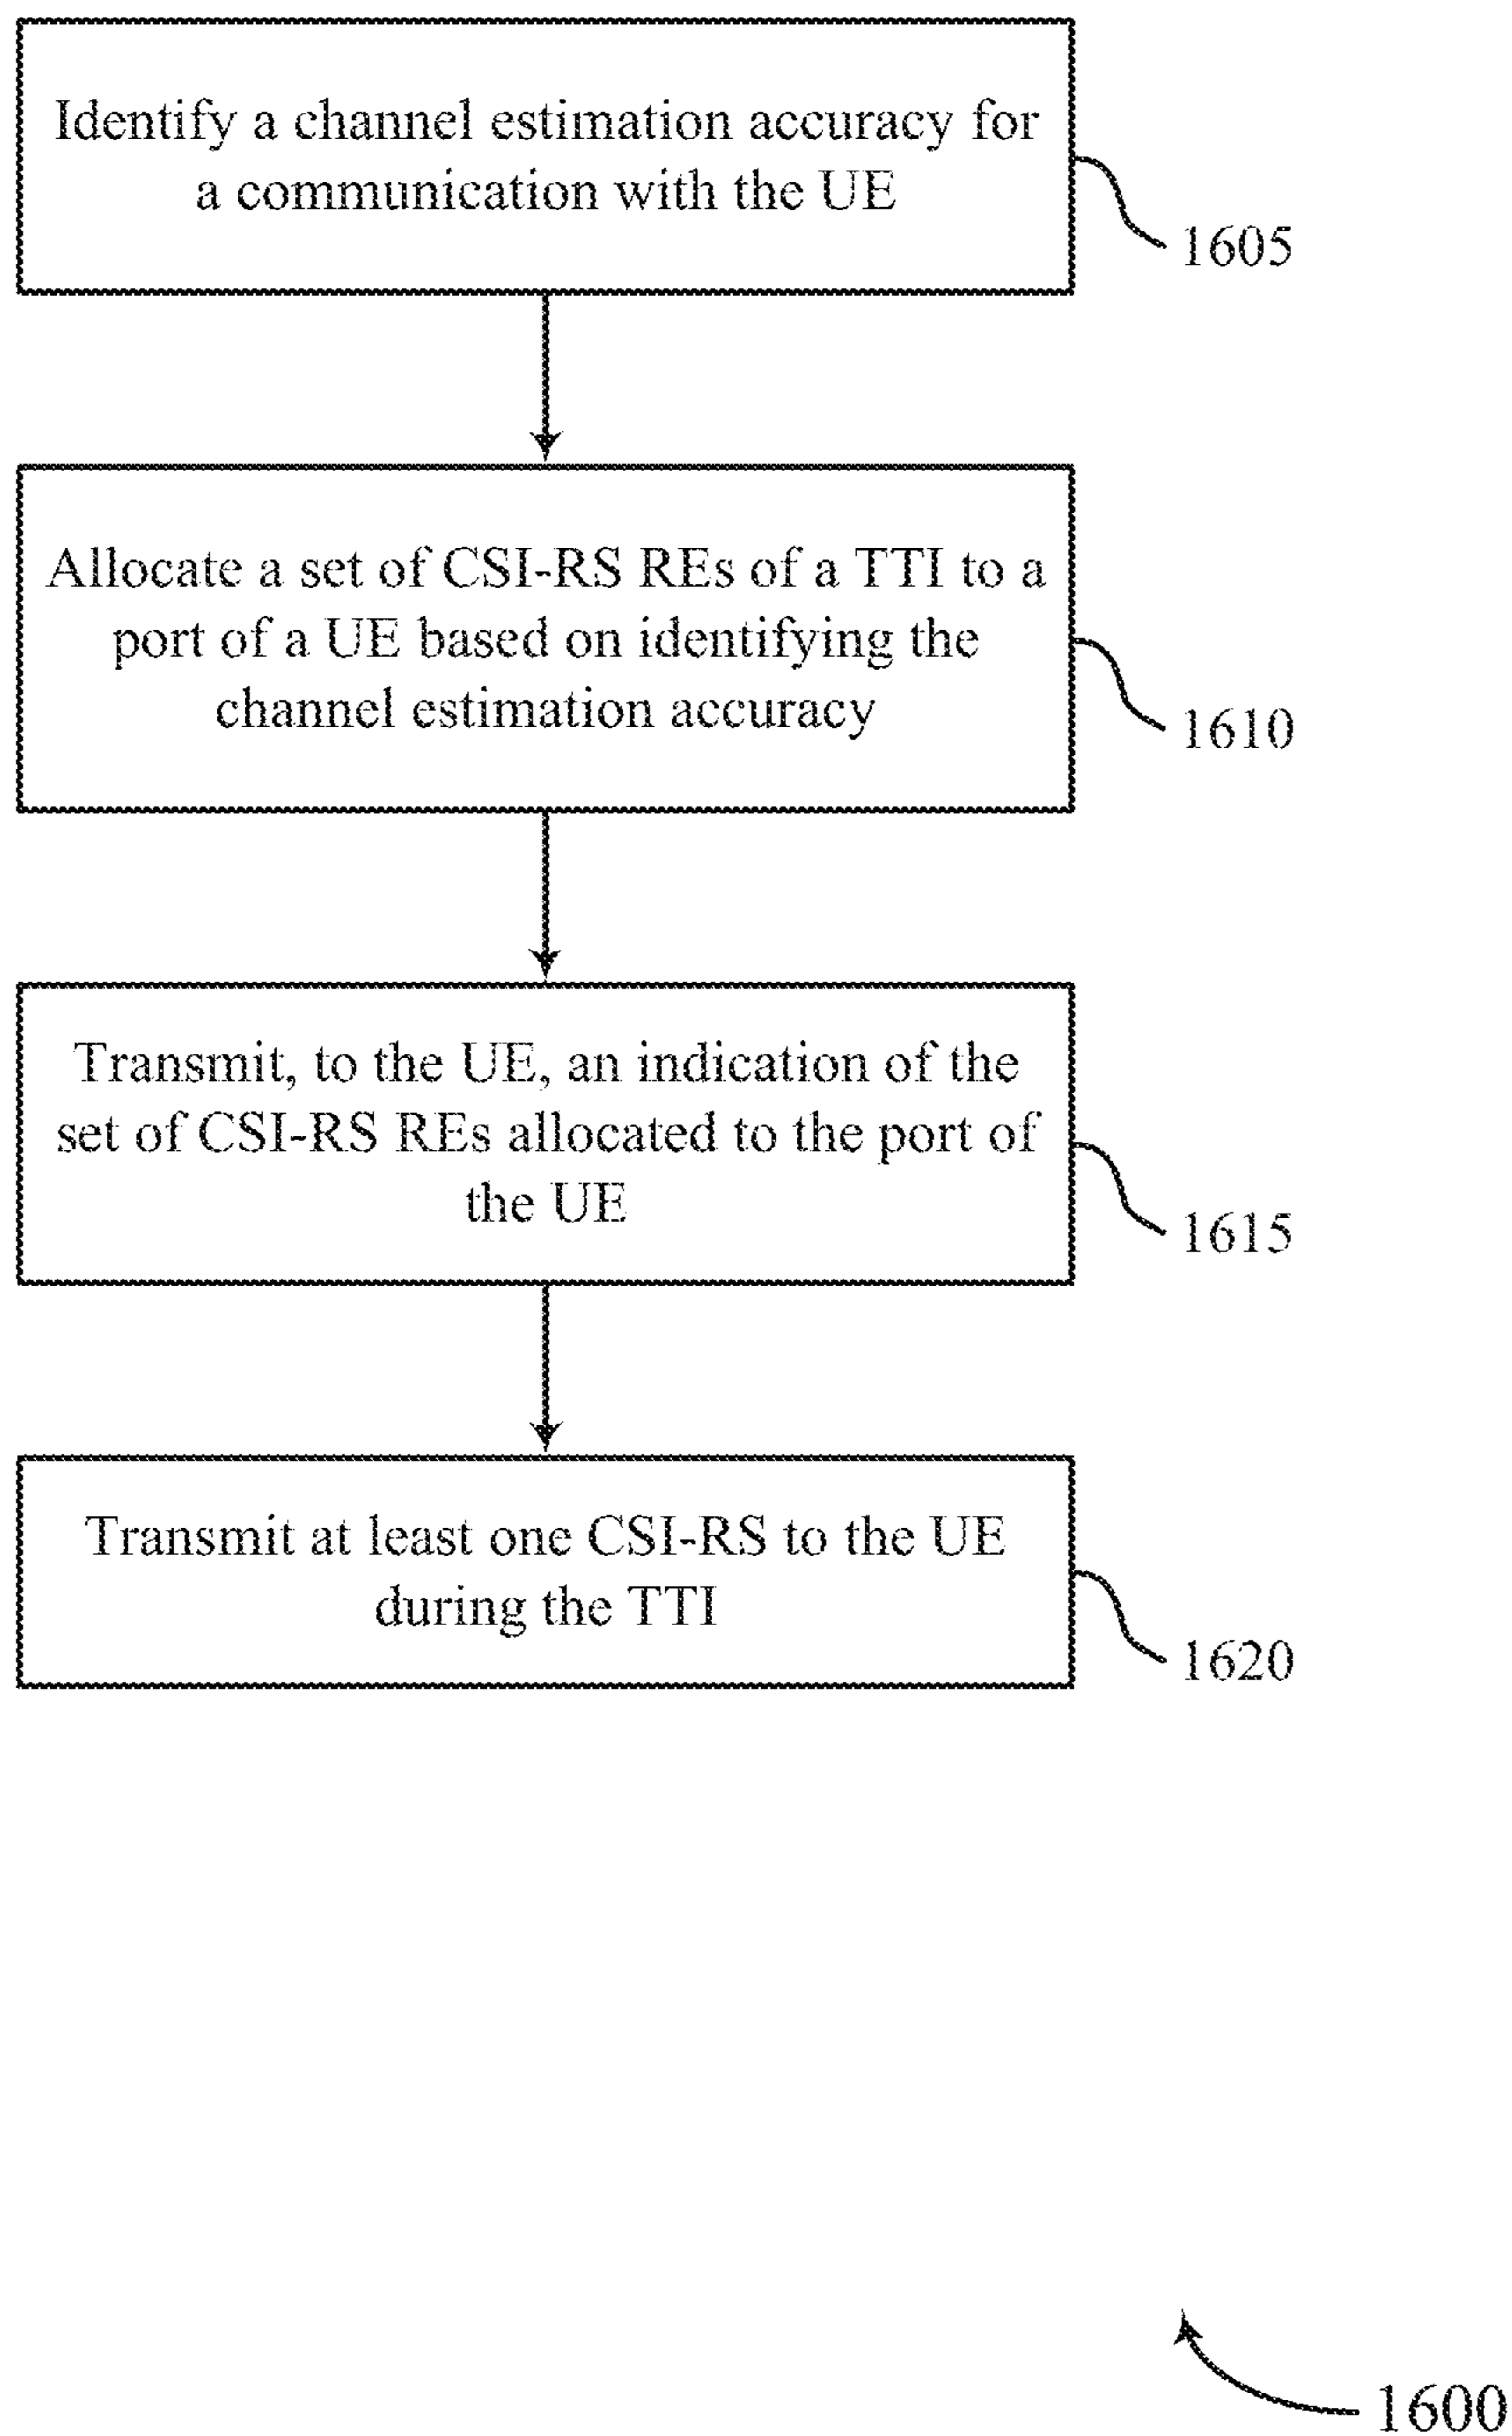 Identify a channel estimation accuracy for
a communication with the UE
1605
Allocate a set of CSI-RS REs of a TTI to a
port of a UE based on identifying the
channel estimation accuracy
1610
Transmit, to the UE, an indication of the
set of CSI-RS REs allocated to the port of
the UE
1615
Transmit at least one CSI-RS to the UE
during the TTI
1620
1600